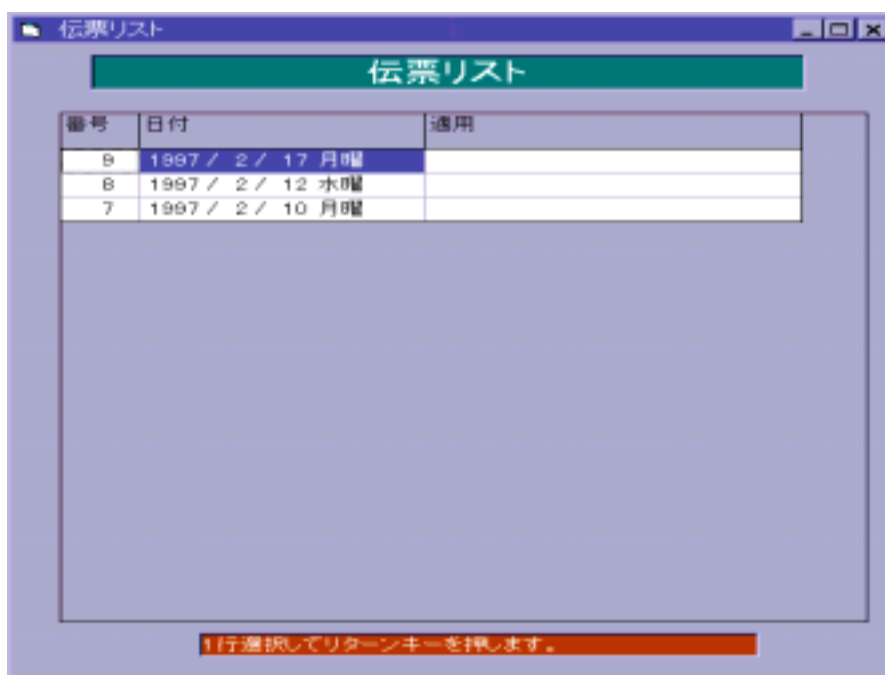 伝票リスト
伝票リスト
番号 日付 適用
9 1997 / 2 / 17 月曜
8 1997 / 2 / 12 水曜
7 1997 / 2 / 10 月曜
1行選択してリターンキーを押します。